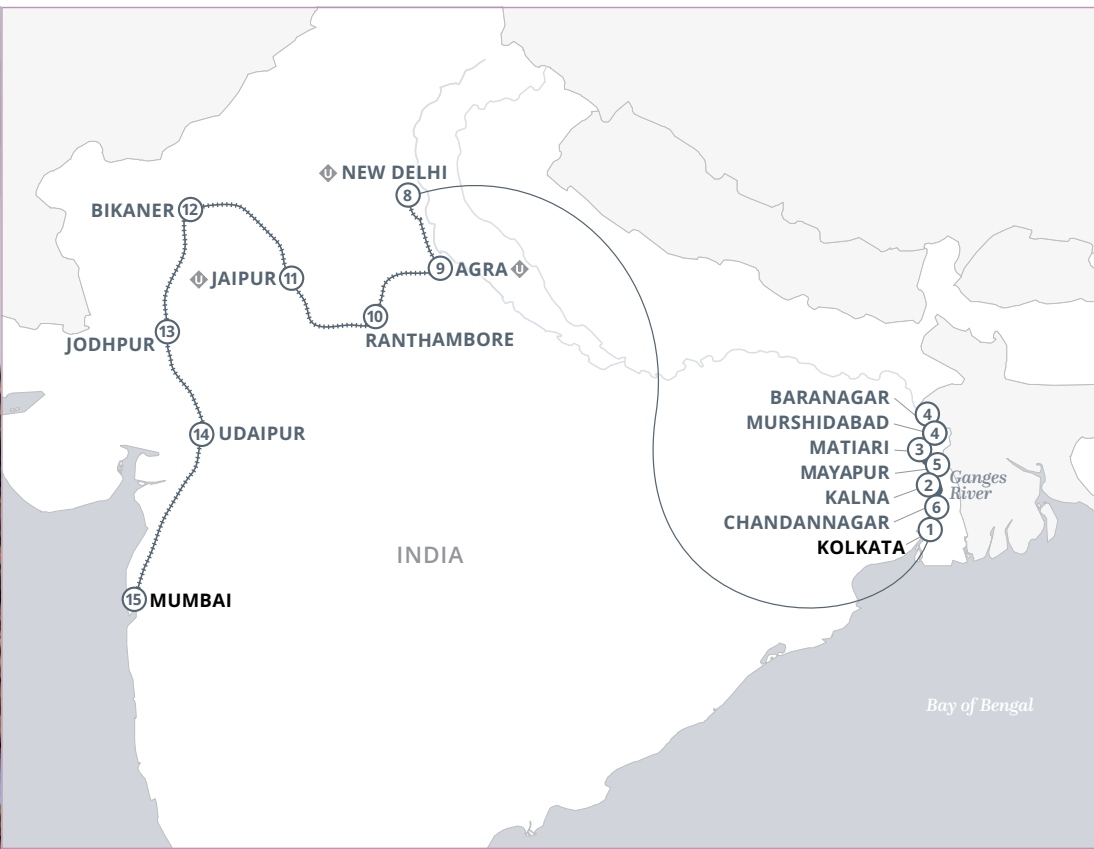 NEW DELHI
8
BIKANER 12
9 AGRA
JAIPUR 11
10
RANTHAMBORE
13
JODHPUR
BARANAGAR 4
MURSHIDABAD 4
14 UDAIPUR
MATIARI 3
MAYAPUR 5
Ganges
River
KALNA 2
CHANDANNAGAR 6
KOLKATA 1
INDIA
15 MUMBAI
Bay of Bengal
U
U
U